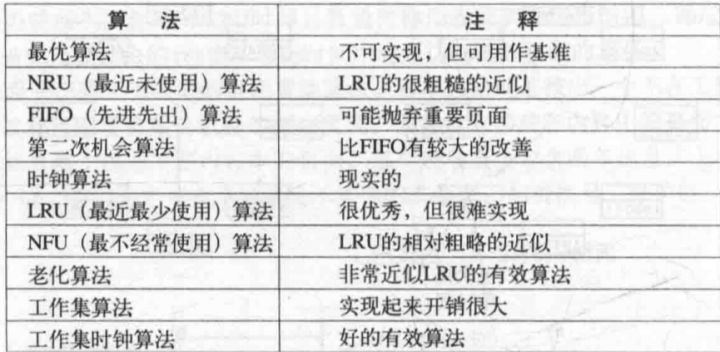 算 法 注 释
最优算法 不可实现，但可用作基准
NRU（最近未使用）算法 LRU的很粗糙的近似
FIFO（先进先出）算法 可能抛弃重要页面
第二次机会算法 比FIFO有较大的改善
时钟算法 现实的
LRU（最近最少使用）算法 很优秀，但很难实现
NFU（最不经常使用）算法 LRU的相对粗略的近似
老化算法 非常近似LRU的有效算法
工作集算法 实现起来开销很大
工作集时钟算法 好的有效算法